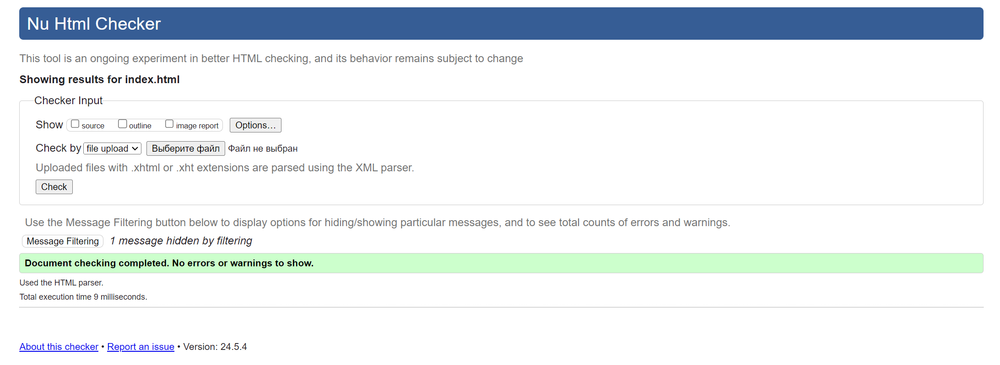 Nu Html Checker
This tool is an ongoing experiment in better HTML checking, and its behavior remains subject to change
Showing results for index.html
Checker Input
Show source outline image report Options…
Check by file upload Выберите файл Файл не выбран
Uploaded files with .xhtml or .xht extensions are parsed using the XML parser.
Check
Use the Message Filtering button below to display options for hiding/showing particular messages, and to see total counts of errors and warnings.
Message Filtering 1 message hidden by filtering
Document checking completed. No errors or warnings to show.
Used the HTML parser.
Total execution time 9 milliseconds.
About this checker • Report an issue • Version: 24.5.4